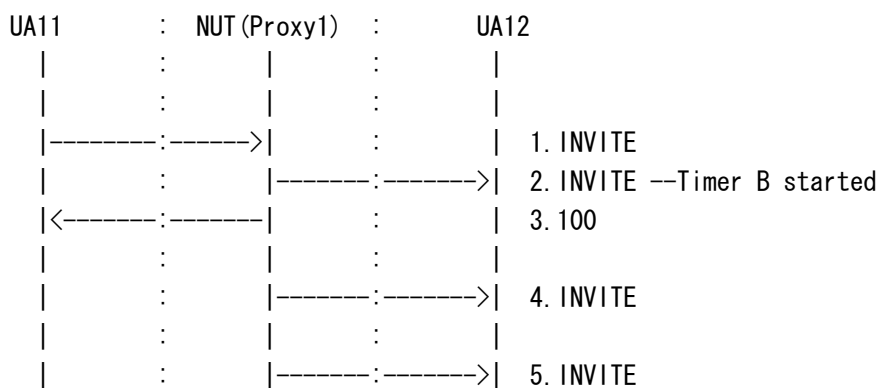 UA11 : NUT(Proxy1) : UA12
| : | : |
| : | : |
|--------:------>| : | 1.INVITE
| : |-------:------->| 2.INVITE --Timer B started
|<-------:-------| : | 3.100
| : | : |
| : |-------:------->| 4.INVITE
| : | : |
| : |-------:------->| 5.INVITE